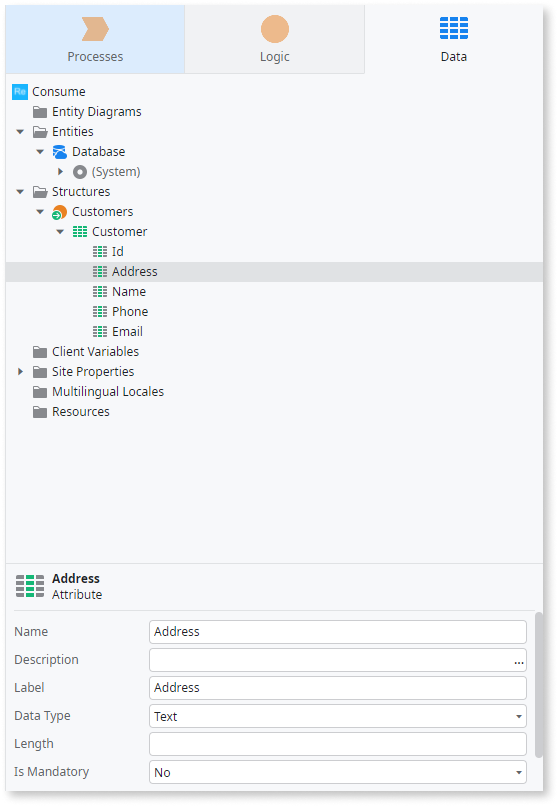 Processes Logic Data
Re Consume
Entity Diagrams
Entities
Database
(System)
Structures
Customers
Customer
Id
Address
Name
Phone
Email
Client Variables
Site Properties
Multilingual Locales
Resources
Address
Attribute
Name Address
Description ...
Label Address
Data Type Text
Length
Is Mandatory No